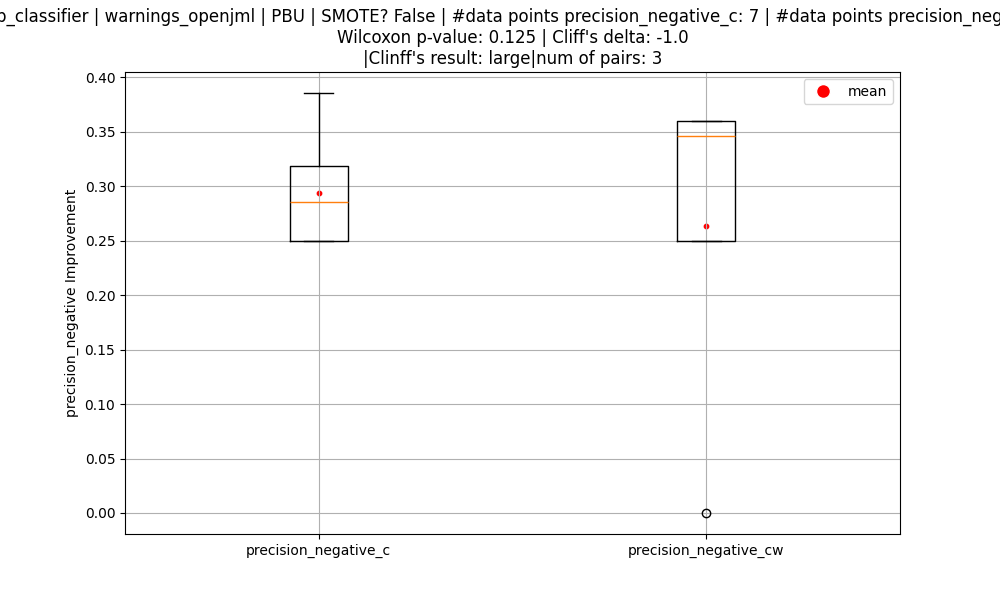 _classifier | warnings_openjml | PBU | SMOTE? False | #data points precision_negative_c: 7 | #data points
Wilcoxon p-value: 0.125 | Cliff's delta: -1.0
|Clinff's result: large|num of pairs: 3
mean
0.40
0.35
0.30
0.25
0.20
0.15
0.10
0.05
0.00
precision_negative Improvement
precision_negative_c
precision_negative_cw